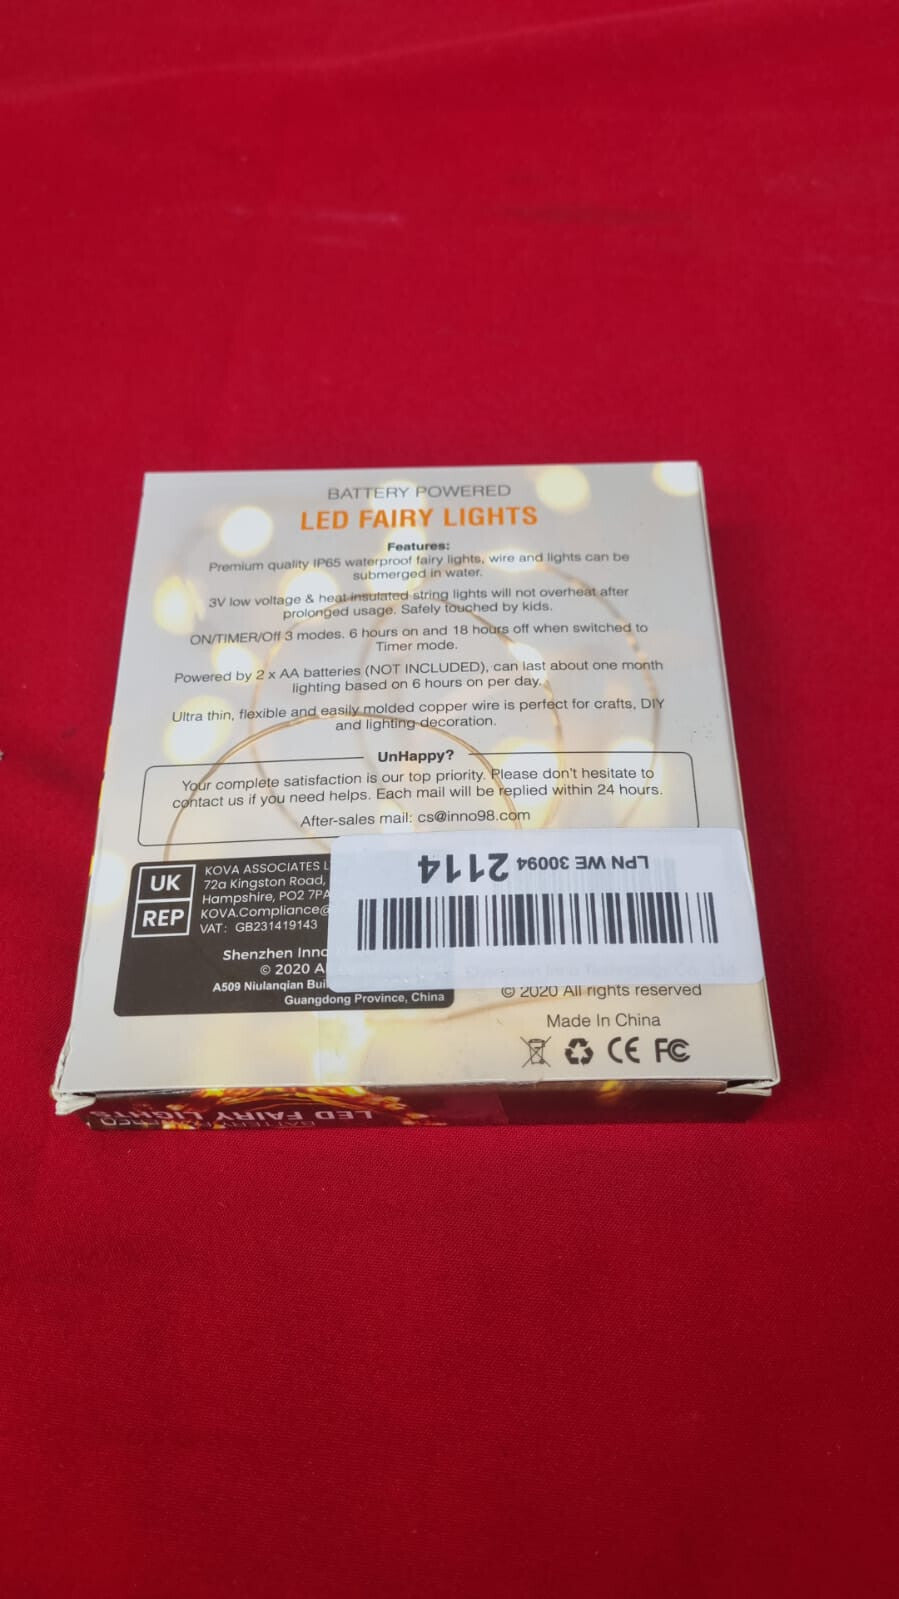 BATTERY POWERED
LED FAIRY LIGHTS
Features:
Premium quality IP65 waterproof fairy lights, wire and lights can be
submerged in water.
3V low voltage & heat insulated string lights will not overheat after
prolonged usage. Safely touched by kids.
ON/TIMER/Off 3 modes. 6 hours on and 18 hours off when switched to
Timer mode.
Powered by 2 x AA batteries (NOT INCLUDED), can last about one month
lighting based on 6 hours on per day.
Ultra thin, flexible and easily molded copper wire is perfect for crafts, DIY
and lighting decoration.
UnHappy?
Your complete satisfaction is our top priority. Please don't hesitate to
contact us if you need helps. Each mail will be replied within 24 hours.
After-sales mail: cs@inno98.com
UK
REP
KOVA ASSOCIATES L
72a Kingston Road,
Hampshire, PO2 7PA
KOVA.Compliance@
VAT: GB231419143
Shenzhen Inno
© 2020 A
A509 Niulanqian Bui
Guangdong Province, China
LPN WE 30094 2114
© 2020 All rights reserved
Made In China
CE FC
BATTERY
LED FAIRY LIGHTS